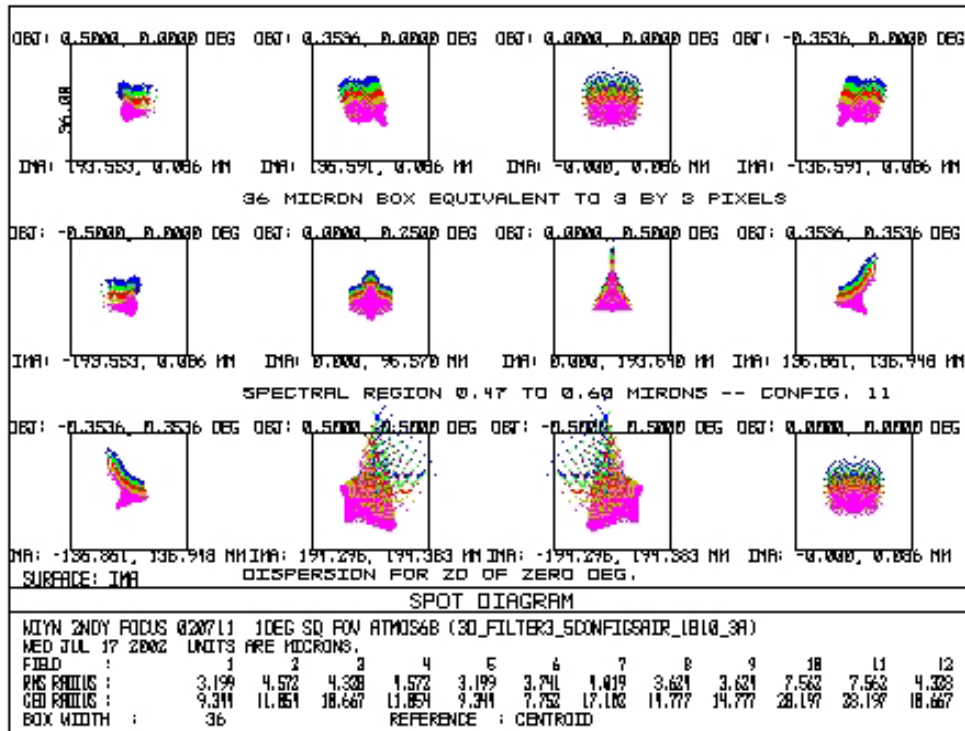 OBJ: 0.5000, 0.0000 DEG OBJ: 0.3536, 0.0000 DEG OBJ: 0.0000, 0.0000 DEG OBJ: -0.3536, 0.0000 DEG
36.00
IMA: 193.553, 0.086 MM IMA: 136.591, 0.086 MM IMA: -0.000, 0.086 MM IMA: -136.591, 0.086 MM
36 MICRON BOX EQUIVALENT TO 3 BY 3 PIXELS
OBJ: -0.5000, 0.0000 DEG OBJ: 0.0000, 0.2500 DEG OBJ: 0.0000, 0.5000 DEG OBJ: 0.3536, 0.3536 DEG
IMA: -193.553, 0.086 MM IMA: 0.000, 96.570 MM IMA: 0.000, 193.640 MM IMA: 136.861, 136.948 MM
SPECTRAL REGION 0.47 TO 0.60 MIRONS -- CONFIG. 11
OBJ: -0.3536, 0.3536 DEG OBJ: 0.5000, 0.5000 DEG OBJ: -0.5000, 0.5000 DEG OBJ: 0.0000, 0.0000 DEG
MA: -136.861, 136.948 MM IMA: 194.296, 194.383 MM IMA: -194.296, 194.383 MM IMA: -0.000, 0.086 MM
SURFACE: IMA DISPERSION FOR ZD OF ZERO DEG.
SPOT DIAGRAM
WIYN 2NDY FOCUS 020711 1DEG SQ FOV ATMOS6B (3O_FILTER3_5CONFIGSAIR_1810_3A)
WED JUL 17 2002 UNITS ARE MICRONS.
FIELD : 1 2 3 4 5 6 7 8 9 10 11 12
RMS RADIUS : 3.199 4.572 4.328 4.572 3.199 3.741 4.019 3.624 3.624 7.562 7.562 4.328
GEO RADIUS : 9.344 11.854 10.667 11.854 9.344 7.752 17.102 14.777 14.777 28.197 28.197 10.667
BOX WIDTH : 36 REFERENCE : CENTROID